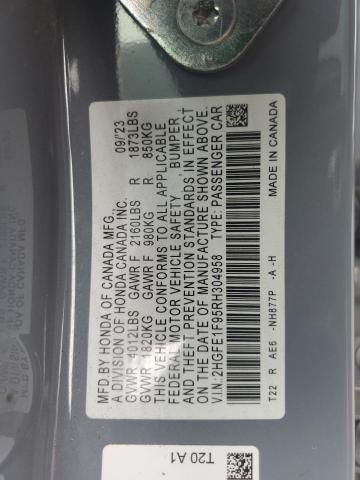 MFD.BY HONDA OF CANADA MFG. 09/'23
A DIVISION OF HONDA CANADA INC.
GVWR 4012LBS GAWR F 2160LBS R 1873LBS
GVWR 1820KG GAWR F 980KG R 850KG
THIS VEHICLE CONFORMS TO ALL APPLICABLE
FEDERAL MOTOR VEHICLE SAFETY, BUMPER,
AND THEFT PREVENTION STANDARDS IN EFFECT
ON THE DATE OF MANUFACTURE SHOWN ABOVE.
V.I.N.:2HGFE1F95RH304958 TYPE: PASSENGER CAR
T22 R AE6 -NH877P -A -H MADE IN CANADA
T20 A1